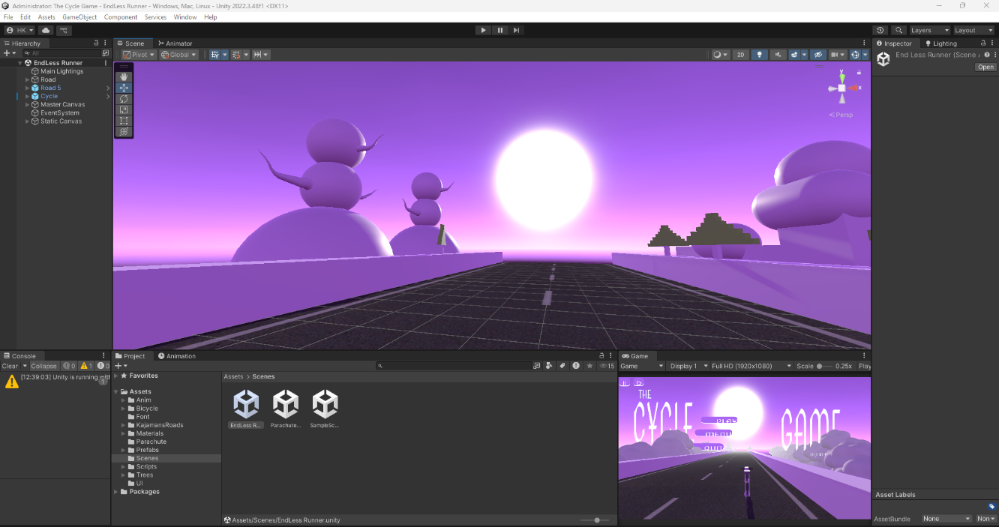 Administrator: The Cycle Game - EndLess Runner - Windows, Mac, Linux - Unity 2022.3.48f1 <DX11>
File Edit Assets GameObject Component Services Window Help
HK Layers Layout
Hierarchy
All
EndLess Runner
Main Lightings
Road
Road 5
Cycle
Master Canvas
EventSystem
Static Canvas
Scene Animator
Pivot Global 2D
Y
X
Persp
Inspector Lighting
End Less Runner (Scene
Open
Console
Clear Collapse 0 1 0
[12:39:03] Unity is running with
1
Project Animation
15
Favorites
Assets
Anim
Bicycle
Font
KajamansRoads
Materials
Parachute
Prefabs
Scenes
Scripts
Trees
UI
Packages
Assets > Scenes
EndLess R...
Parachute...
SampleSc...
Assets/Scenes/EndLess Runner.unity
Game
Game Display 1 Full HD (1920x1080) Scale 0.25x Play
THE
CYCLE
GAME
PLAY
MENU
QUIT
Asset Labels
AssetBundle None Non